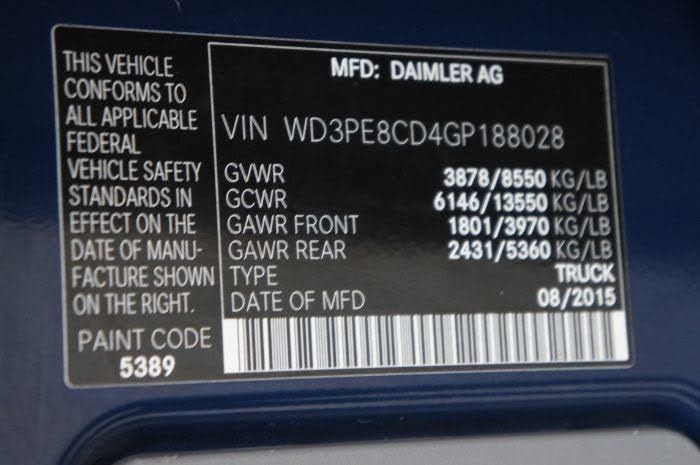 THIS VEHICLE
CONFORMS TO
ALL APPLICABLE
FEDERAL
VEHICLE SAFETY
STANDARDS IN
EFFECT ON THE
DATE OF MANU-
FACTURE SHOWN
ON THE RIGHT.
PAINT CODE
5389
MFD: DAIMLER AG
VIN WD3PE8CD4GP188028
GVWR 3878/8550 KG/LB
GCWR 6146/13550 KG/LB
GAWR FRONT 1801/3970 KG/LB
GAWR REAR 2431/5360 KG/LB
TYPE TRUCK
DATE OF MFD 08/2015